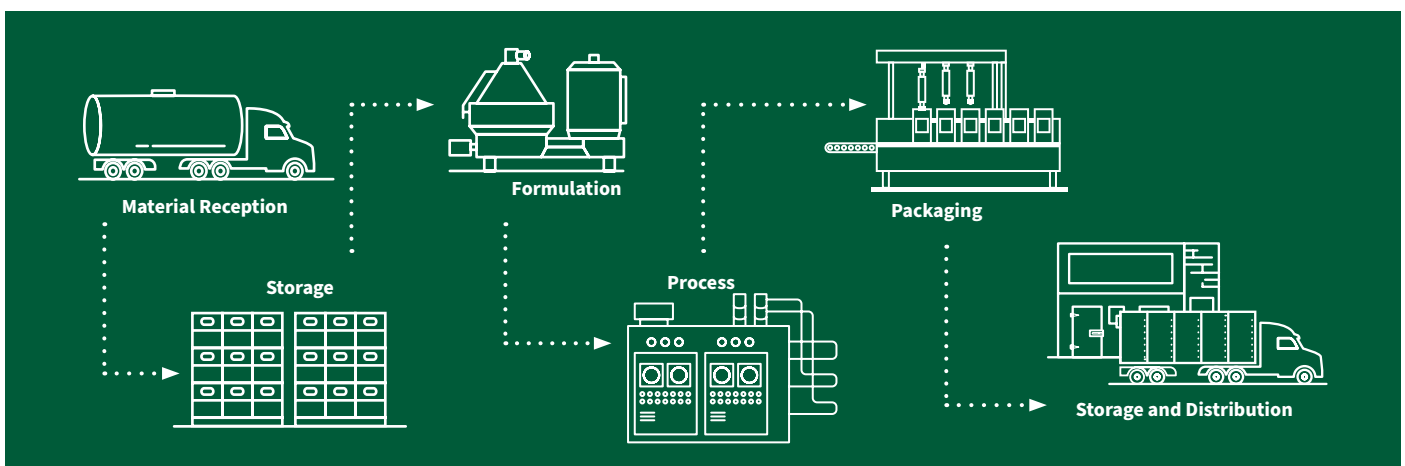 Material Reception
Storage
Formulation
Process
Packaging
Storage and Distribution